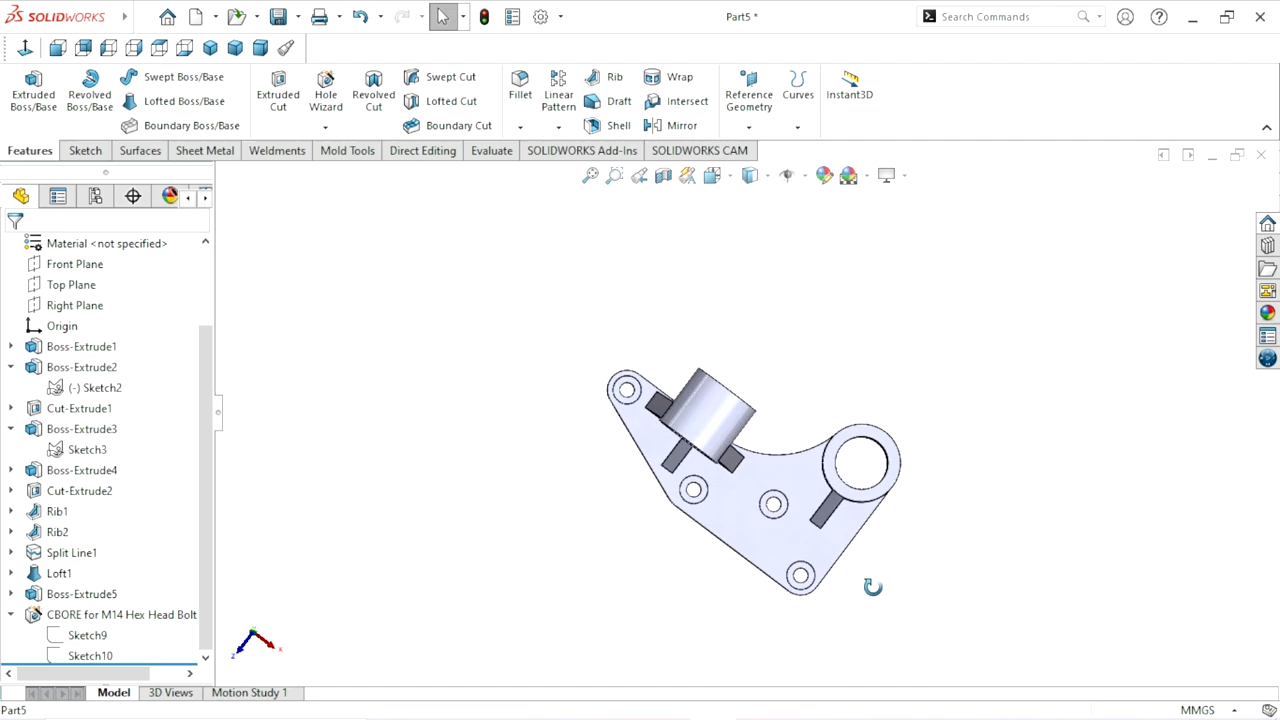 SOLIDWORKS
Part5 *
Search Commands
Extruded Boss/Base
Revolved Boss/Base
Swept Boss/Base
Lofted Boss/Base
Boundary Boss/Base
Extruded Cut
Hole Wizard
Revolved Cut
Swept Cut
Lofted Cut
Boundary Cut
Fillet
Linear Pattern
Rib
Draft
Shell
Wrap
Intersect
Mirror
Reference Geometry
Curves
Instant3D
Features
Sketch
Surfaces
Sheet Metal
Weldments
Mold Tools
Direct Editing
Evaluate
SOLIDWORKS Add-Ins
SOLIDWORKS CAM
Material <not specified>
Front Plane
Top Plane
Right Plane
Origin
Boss-Extrude1
Boss-Extrude2
(-) Sketch2
Cut-Extrude1
Boss-Extrude3
Sketch3
Boss-Extrude4
Cut-Extrude2
Rib1
Rib2
Split Line1
Loft1
Boss-Extrude5
CBORE for M14 Hex Head Bolt
Sketch9
Sketch10
z
x
Model
3D Views
Motion Study 1
Part5
MMGS